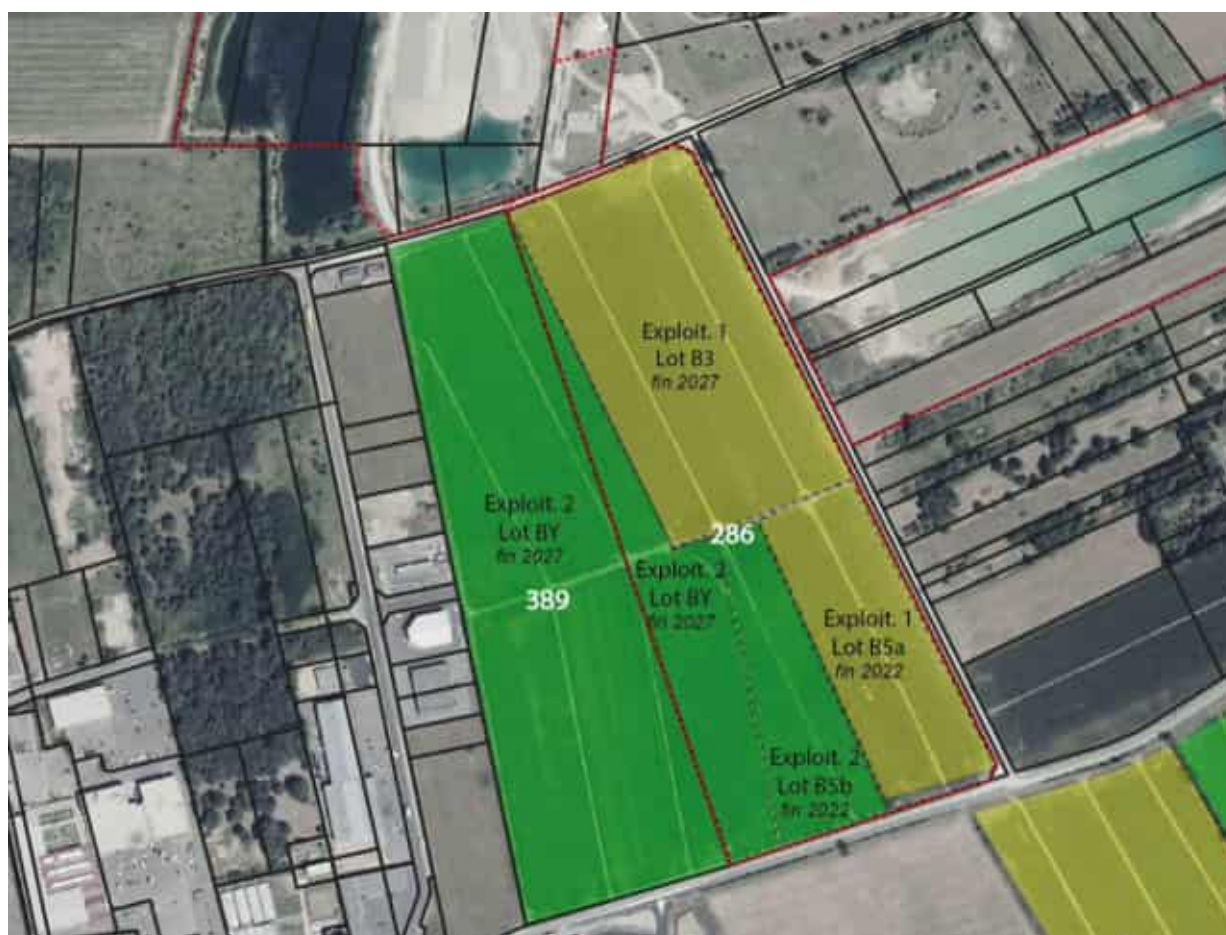 Exploit. 1
Lot B3
fin 2027
Exploit. 2
Lot BY
fin 2027
286
Exploit. 2
Lot BY
fin 2027
389
Exploit. 1
Lot B5a
fin 2022
Exploit. 2
Lot B5b
fin 2022